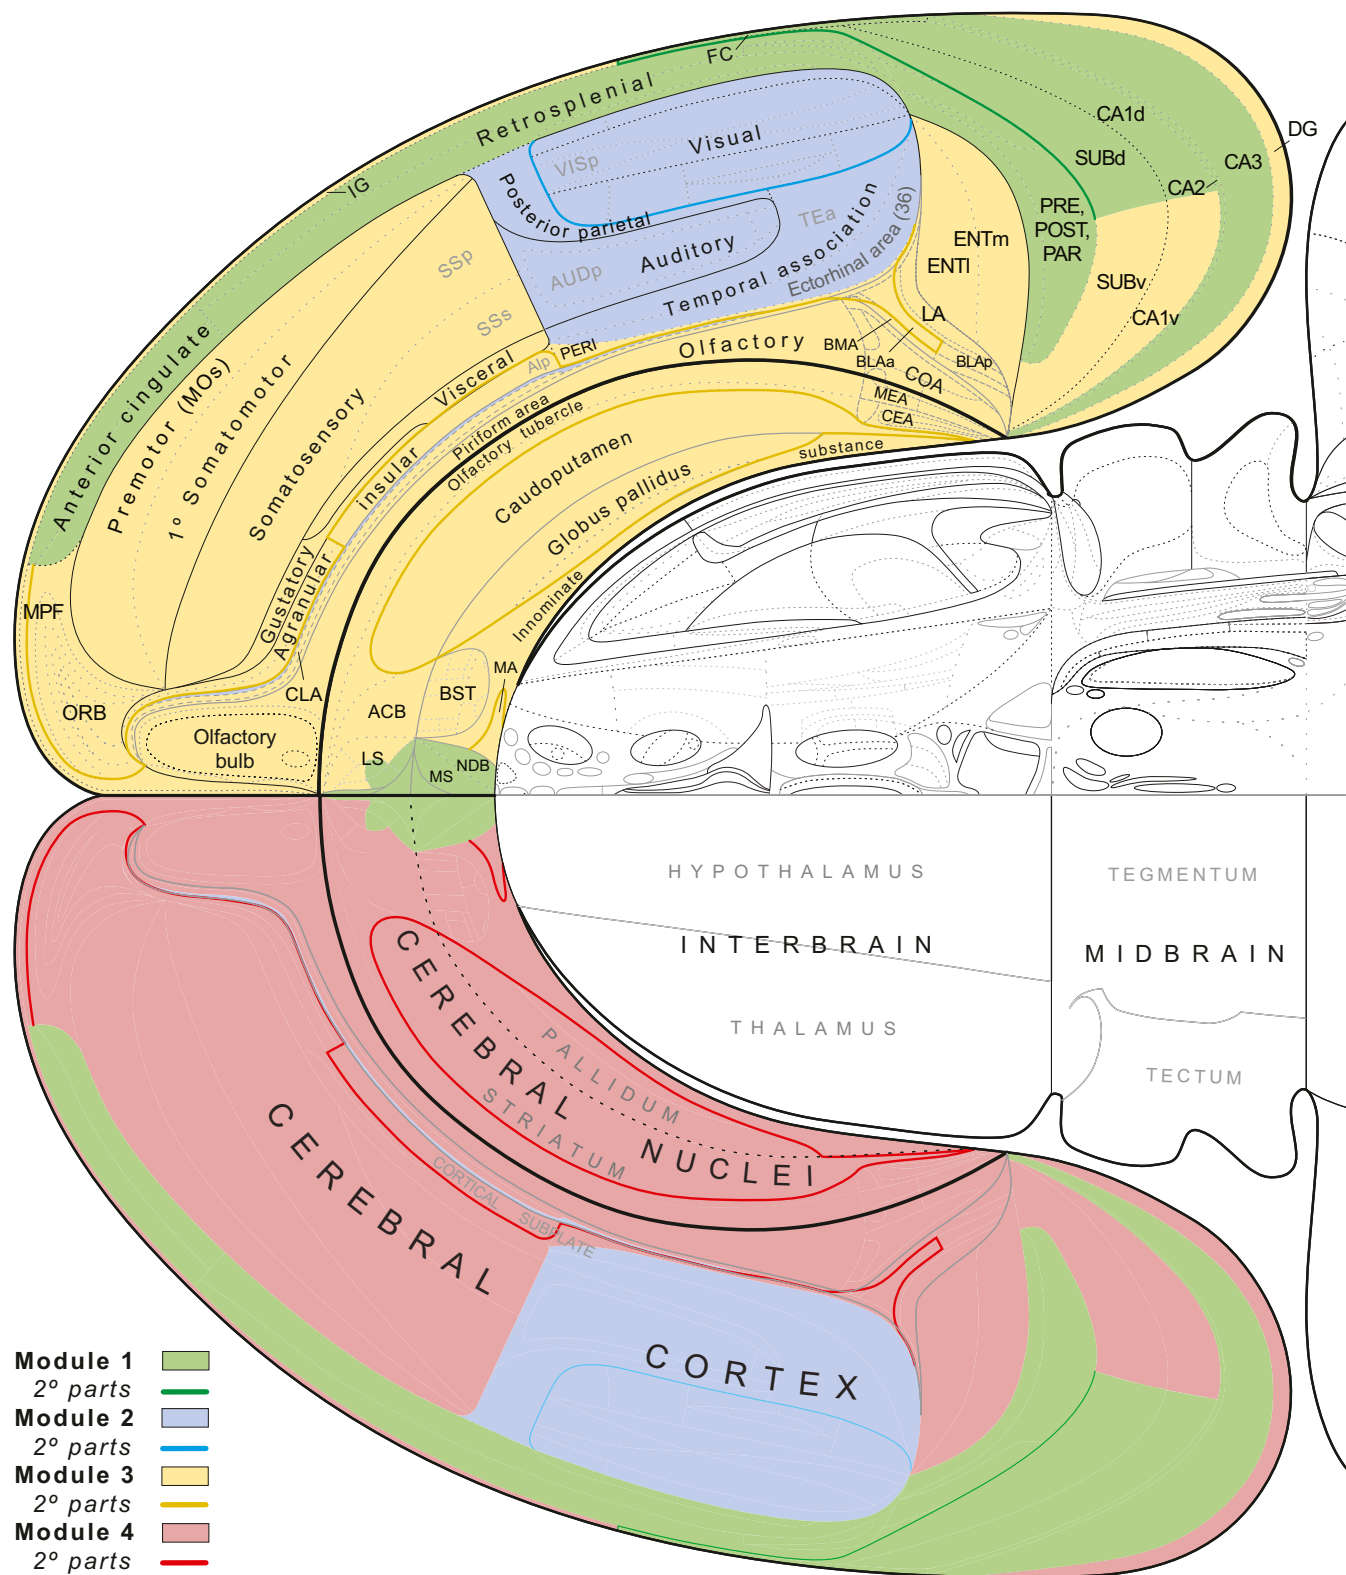 FC
Retrosplenial
CA1d
DG
Visual
VISp
SUBd
CA3
IG
CA2
Posterior parietal
TEa
PRE,
POST,
PAR
Auditory
AUDp
Temporal association
Ectorhinal area (36)
ENTm
ENTl
SSp
SSs
SUBv
CA1v
LA
Anterior cingulate
Premotor (MOs)
1º Somatomotor
Somatosensory
Visceral
AIp
PERI
Olfactory
BMA
BLAa
BLAp
COA
MEA
CEA
Piriform area
Olfactory tubercle
insular
Caudoputamen
Globus pallidus
substance
Innominate
Gustatory
Agranular
MPF
ORB
CLA
ACB
BST
MA
Olfactory
bulb
LS
MS
NDB
HYPOTHALAMUS
TEGMENTUM
INTERBRAIN
MIDBRAIN
THALAMUS
TECTUM
CEREBRAL NUCLEI
PALLIDUM
STRIATUM
CORTICAL SUBPLATE
CEREBRAL
CORTEX
Module 1
2º parts
Module 2
2º parts
Module 3
2º parts
Module 4
2º parts